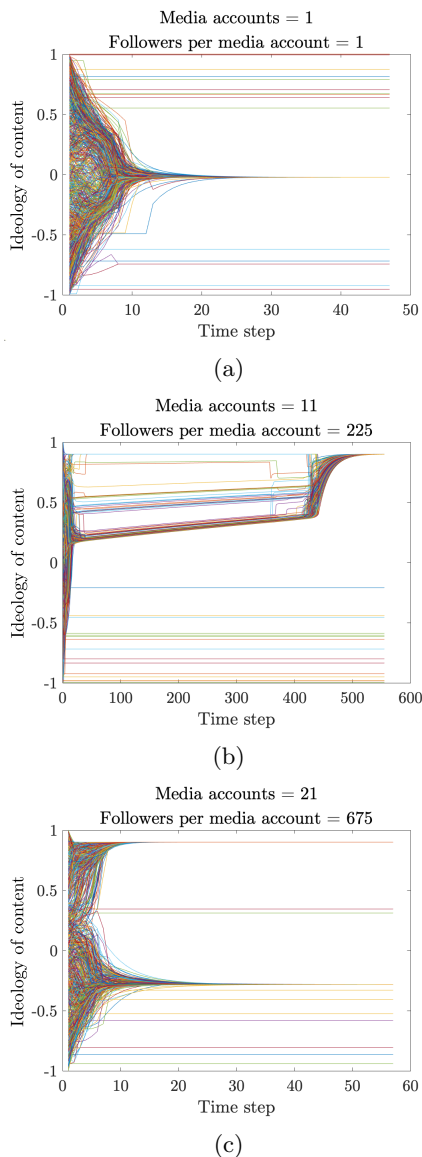 Media accounts = 1
Followers per media account = 1
Ideology of content
1
0.5
0
-0.5
-1
0 10 20 30 40 50
Time step
(a)
Media accounts = 11
Followers per media account = 225
Ideology of content
1
0.5
0
-0.5
-1
0 100 200 300 400 500 600
Time step
(b)
Media accounts = 21
Followers per media account = 675
Ideology of content
1
0.5
0
-0.5
-1
0 10 20 30 40 50 60
Time step
(c)